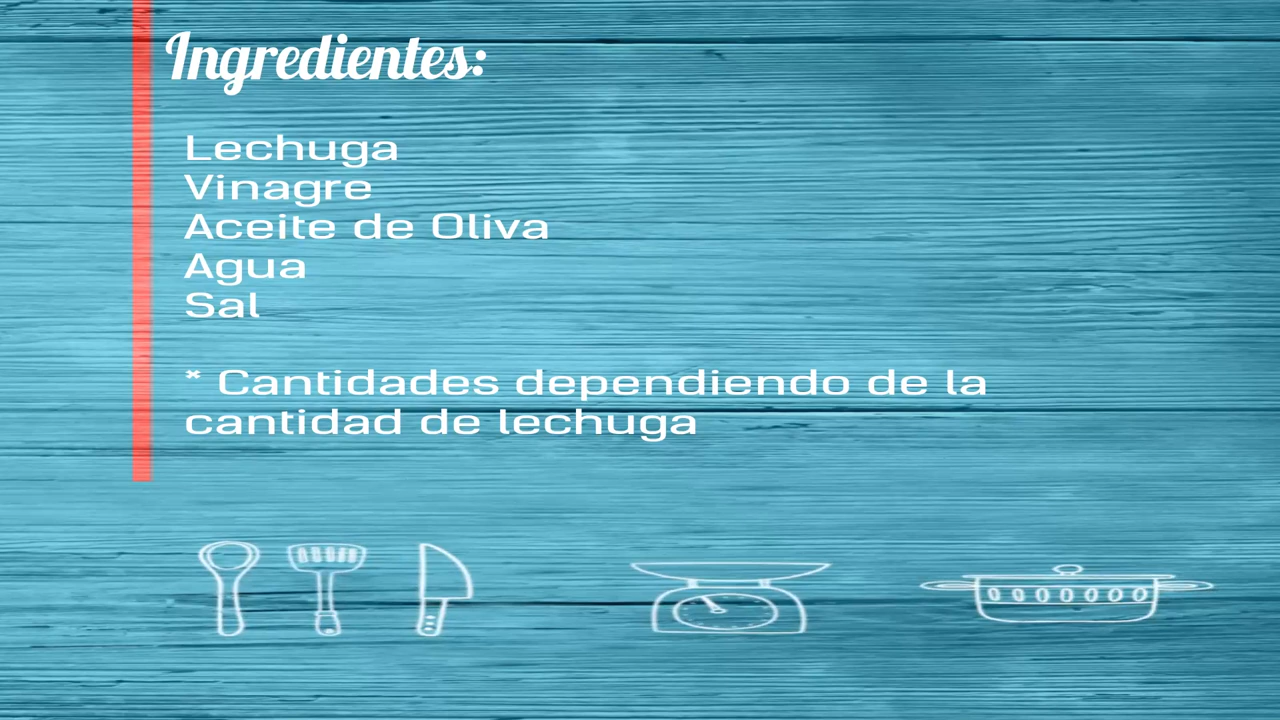 Ingredientes:
Lechuga
Vinagre
Aceite de Oliva
Agua
Sal
* Cantidades dependiendo de la
cantidad de lechuga